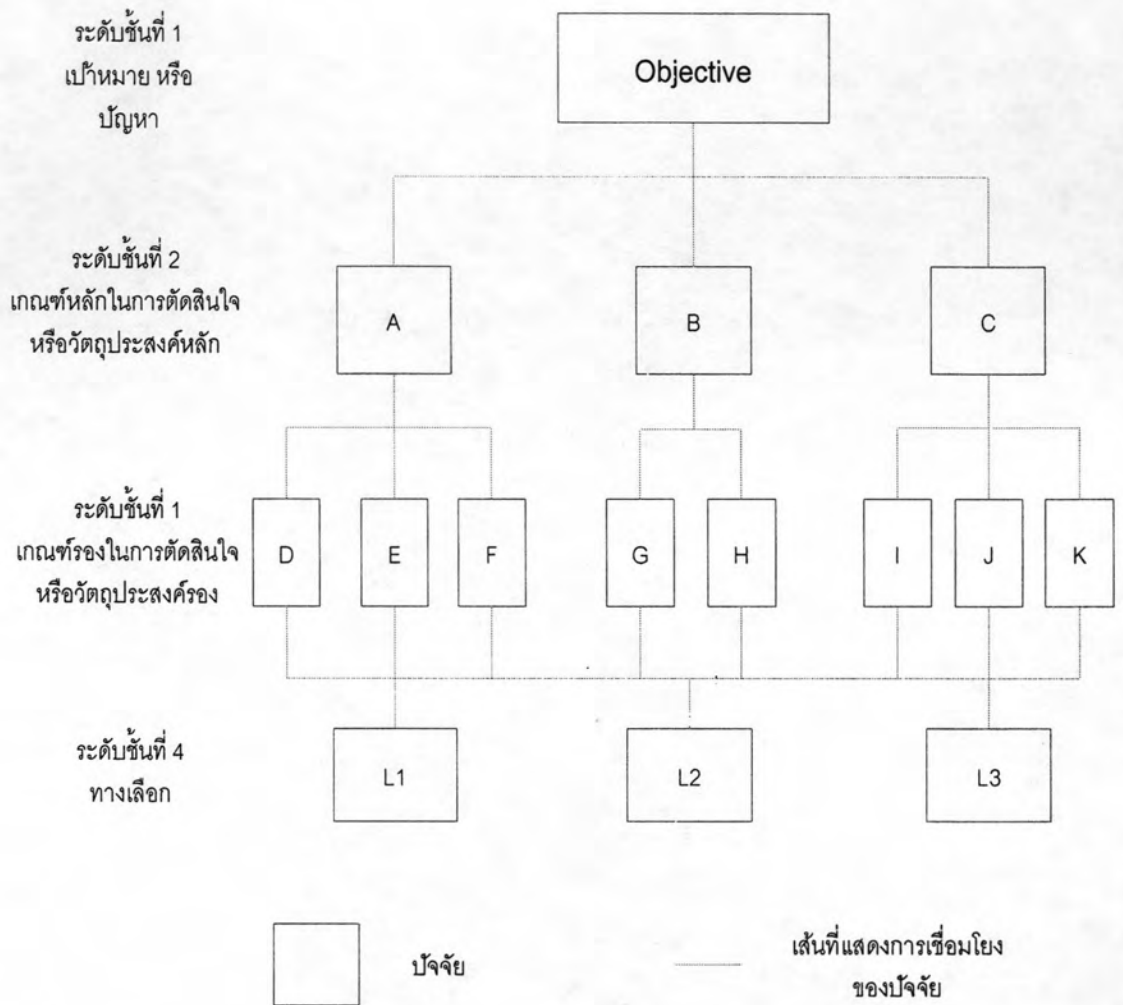 ระดับชั้นที่ 1
เป้าหมาย หรือ
ปัญหา
Objective
ระดับชั้นที่ 2
เกณฑ์หลักในการตัดสินใจ
หรือวัตถุประสงค์หลัก
A
B
C
ระดับชั้นที่ 1
เกณฑ์รองในการตัดสินใจ
หรือวัตถุประสงค์รอง
D
E
F
G
H
I
J
K
ระดับชั้นที่ 4
ทางเลือก
L1
L2
L3
ปัจจัย
เส้นที่แสดงการเชื่อมโยง
ของปัจจัย